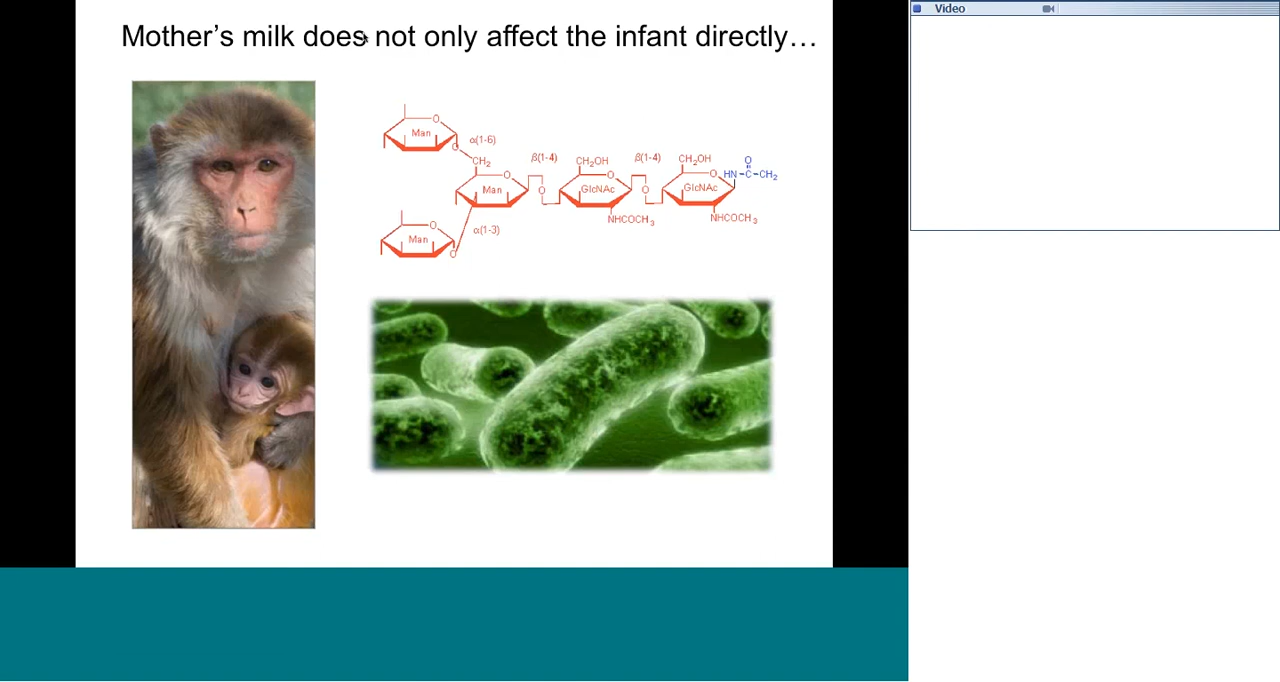 Mother's milk does not only affect the infant directly…
Video
Man
α(1-6)
O
O
CH₂
β(1-4)
CH₂OH
β(1-4)
CH₂OH
O
HN-C-CH₂
O
Man
O
O
GlcNAc
O
O
GlcNAc
O
NHCOCH₃
NHCOCH₃
α(1-3)
O
Man
O